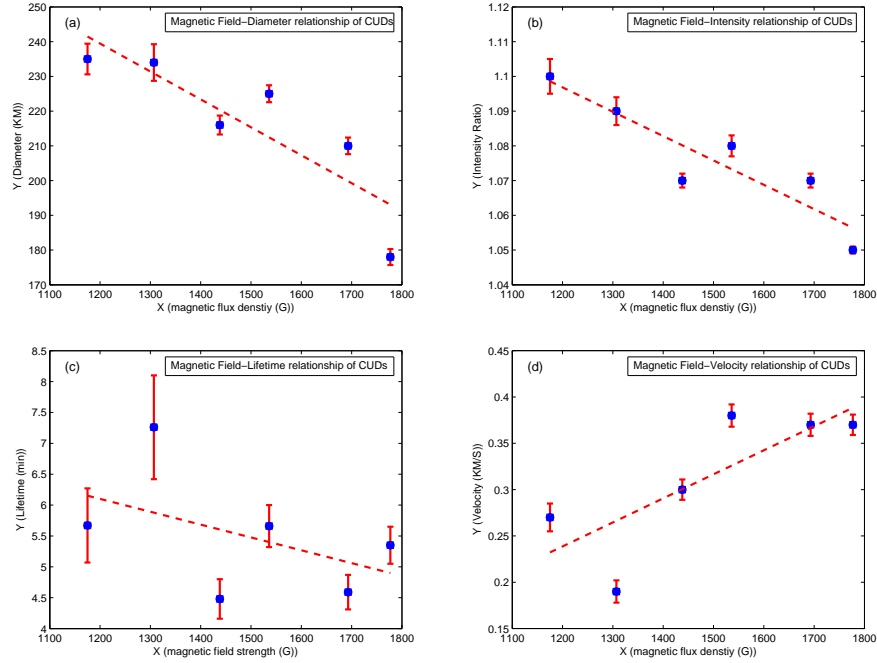 (a)
Magnetic Field−Diameter relationship of CUDs
Y (Diameter (KM))
240
250
230
220
210
200
190
180
170
1100 1200 1300 1400 1500 1600 1700 1800
X (magnetic flux denstiy (G))
(b)
Magnetic Field−Intensity relationship of CUDs
Y (Intensity Ratio)
1.12
1.11
1.1
1.09
1.08
1.07
1.06
1.05
1.04
1100 1200 1300 1400 1500 1600 1700 1800
X (magnetic flux denstiy (G))
(c)
Magnetic Field−Lifetime relationship of CUDs
Y (Lifetime (min))
8.5
8
7.5
7
6.5
6
5.5
5
4.5
4
1100 1200 1300 1400 1500 1600 1700 1800
X (magnetic field strength (G))
(d)
Magnetic Field−Velocity relationship of CUDs
Y (Velocity (KM/S))
0.45
0.4
0.35
0.3
0.25
0.2
0.15
1100 1200 1300 1400 1500 1600 1700 1800
X (magnetic flux denstiy (G))